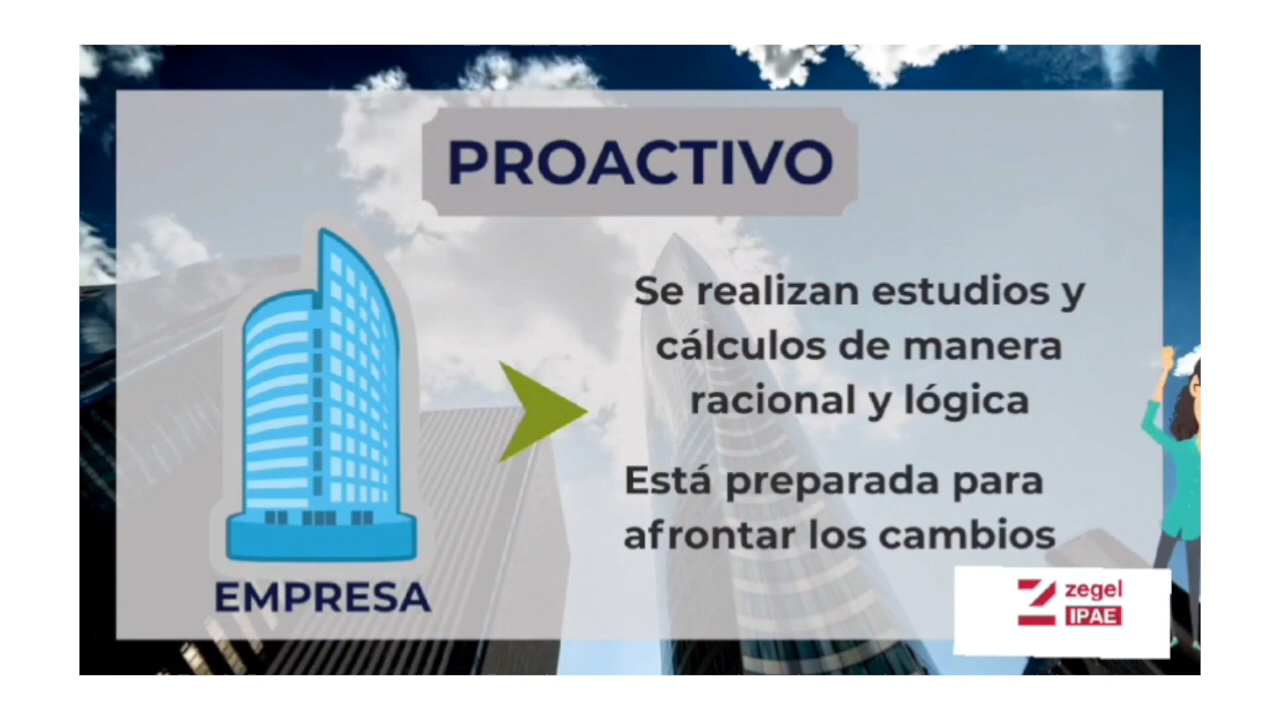 PROACTIVO
Se realizan estudios y
cálculos de manera
racional y lógica
Está preparada para
afrontar los cambios
EMPRESA
zegel
IPAE